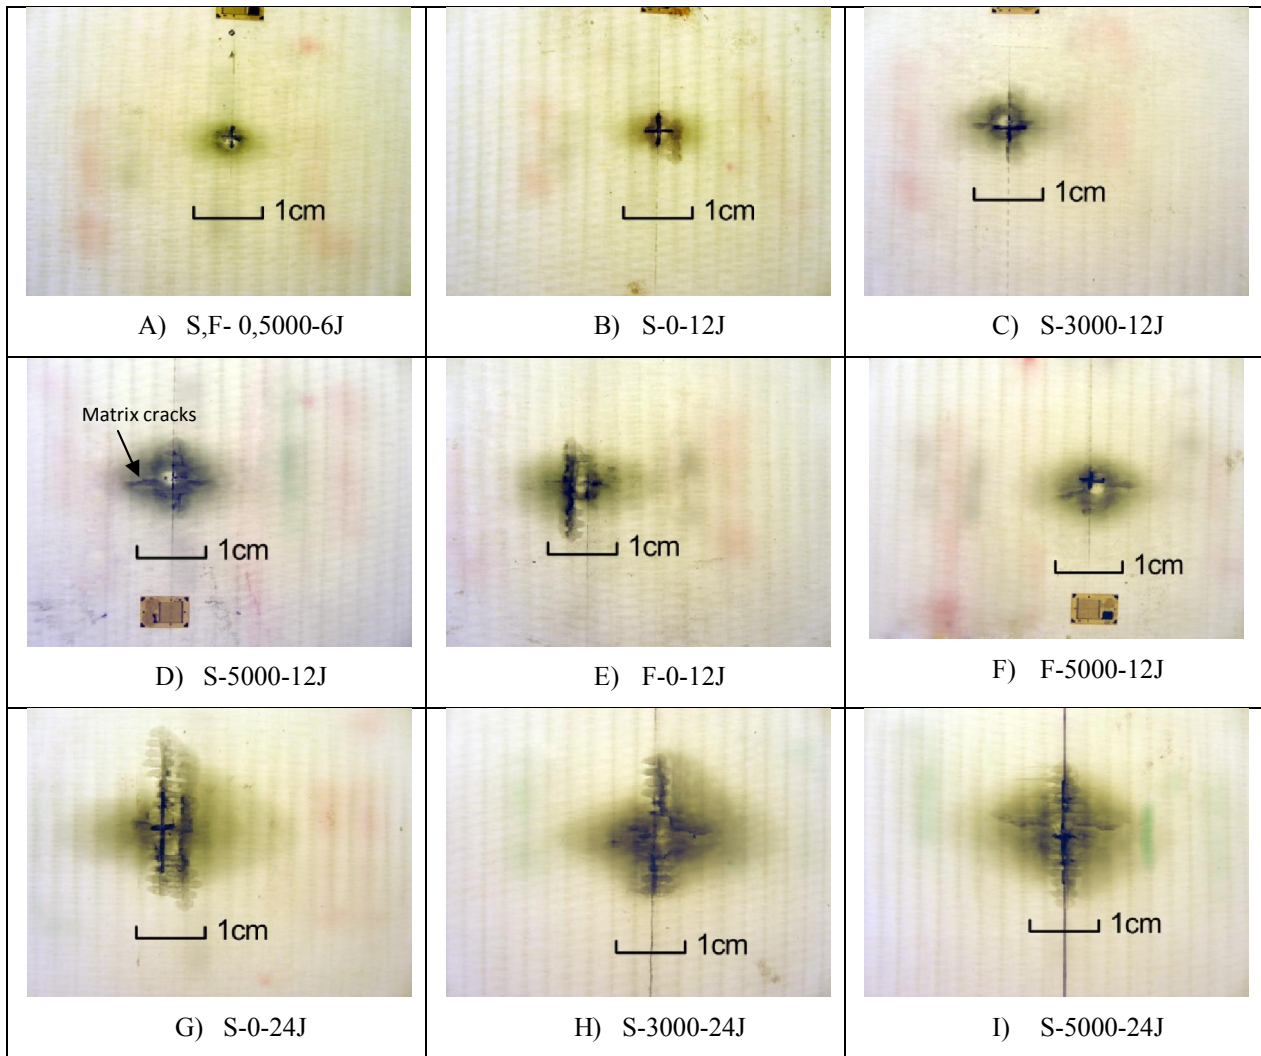 1cm
1cm
1cm
A) S,F- 0,5000-6J
B) S-0-12J
C) S-3000-12J
Matrix cracks
1cm
1cm
1cm
D) S-5000-12J
E) F-0-12J
F) F-5000-12J
1cm
1cm
1cm
G) S-0-24J
H) S-3000-24J
I) S-5000-24J